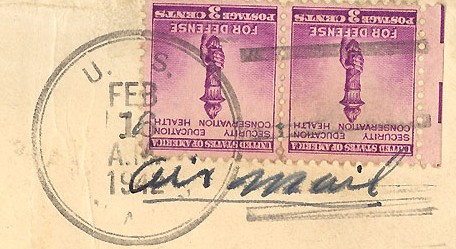 U. S.
FEB
16
A.M.
19
Air Mail
UNITED STATES OF AMERICA
SECURITY EDUCATION
CONSERVATION HEALTH
FOR DEFENSE
POSTAGE 3 CENTS
UNITED STATES OF AMERICA
SECURITY EDUCATION
CONSERVATION HEALTH
FOR DEFENSE
POSTAGE 3 CENTS